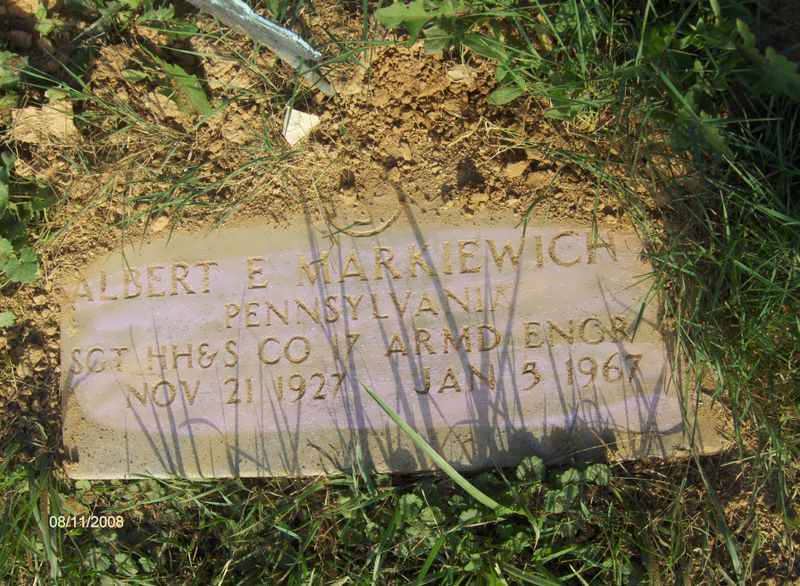 ALBERT E MARKIEWICH
PENNSYLVANIA
SGT HH&S CO 17 ARMD ENGR
NOV 21 1927 JAN 5 1967
08/11/2008